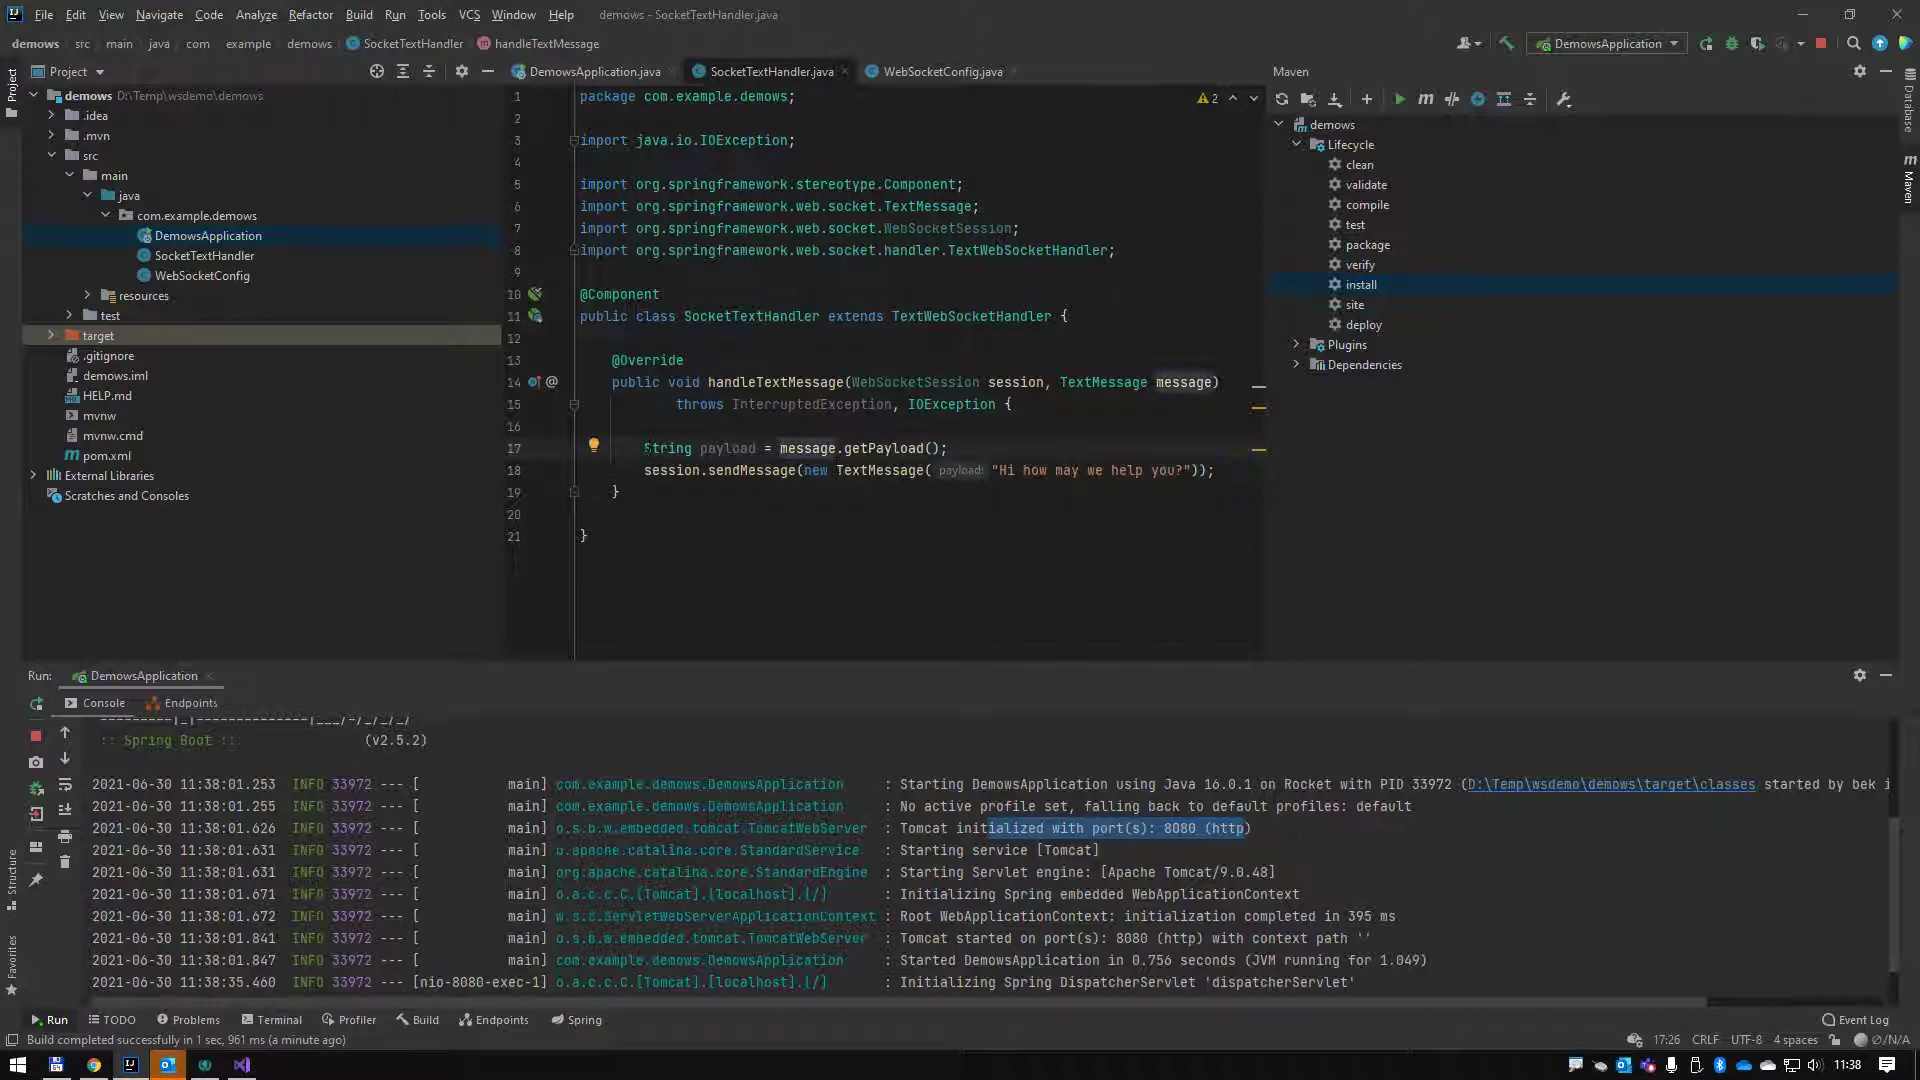 File Edit View Navigate Code Analyze Refactor Build Run Tools VCS Window Help demows - SocketTextHandler.java
demows src main java com example demows SocketTextHandler handleTextMessage DemowsApplication
Project
DemowsApplication.java SocketTextHandler.java WebSocketConfig.java
Maven
demows D:\Temp\wsdemo\demows
.idea
.mvn
src
main
java
com.example.demows
DemowsApplication
SocketTextHandler
WebSocketConfig
resources
test
target
.gitignore
demows.iml
HELP.md
mvnw
mvnw.cmd
pom.xml
External Libraries
Scratches and Consoles
1 package com.example.demows; 2
2
3 import java.io.IOException;
4
5 import org.springframework.stereotype.Component;
6 import org.springframework.web.socket.TextMessage;
7 import org.springframework.web.socket.WebSocketSession;
8 import org.springframework.web.socket.handler.TextWebSocketHandler;
9
10 @Component
11 public class SocketTextHandler extends TextWebSocketHandler {
12
13 @Override
14 @ public void handleTextMessage(WebSocketSession session, TextMessage message)
15 throws InterruptedException, IOException {
16
17 String payload = message.getPayload();
18 session.sendMessage(new TextMessage( payload: "Hi how may we help you?"));
19 }
20
21 }
demows
Lifecycle
clean
validate
compile
test
package
verify
install
site
deploy
Plugins
Dependencies
Project
Structure
Favorites
Database
Maven
Run: DemowsApplication
Console Endpoints
:: Spring Boot :: (v2.5.2)
2021-06-30 11:38:01.253 INFO 33972 --- [ main] com.example.demows.DemowsApplication : Starting DemowsApplication using Java 16.0.1 on Rocket with PID 33972 (D:\Temp\wsdemo\demows\target\classes started by bek i
2021-06-30 11:38:01.255 INFO 33972 --- [ main] com.example.demows.DemowsApplication : No active profile set, falling back to default profiles: default
2021-06-30 11:38:01.626 INFO 33972 --- [ main] o.s.b.w.embedded.tomcat.TomcatWebServer : Tomcat initialized with port(s): 8080 (http)
2021-06-30 11:38:01.631 INFO 33972 --- [ main] o.apache.catalina.core.StandardService : Starting service [Tomcat]
2021-06-30 11:38:01.631 INFO 33972 --- [ main] org.apache.catalina.core.StandardEngine : Starting Servlet engine: [Apache Tomcat/9.0.48]
2021-06-30 11:38:01.671 INFO 33972 --- [ main] o.a.c.c.C.[Tomcat].[localhost].[/] : Initializing Spring embedded WebApplicationContext
2021-06-30 11:38:01.672 INFO 33972 --- [ main] w.s.c.ServletWebServerApplicationContext : Root WebApplicationContext: initialization completed in 395 ms
2021-06-30 11:38:01.841 INFO 33972 --- [ main] o.s.b.w.embedded.tomcat.TomcatWebServer : Tomcat started on port(s): 8080 (http) with context path ''
2021-06-30 11:38:01.847 INFO 33972 --- [ main] com.example.demows.DemowsApplication : Started DemowsApplication in 0.756 seconds (JVM running for 1.049)
2021-06-30 11:38:35.460 INFO 33972 --- [nio-8080-exec-1] o.a.c.c.C.[Tomcat].[localhost].[/] : Initializing Spring DispatcherServlet 'dispatcherServlet'
Run TODO Problems Terminal Profiler Build Endpoints Spring Event Log
Build completed successfully in 1 sec, 961 ms (a minute ago) 17:26 CRLF UTF-8 4 spaces ∅/N/A
11:38